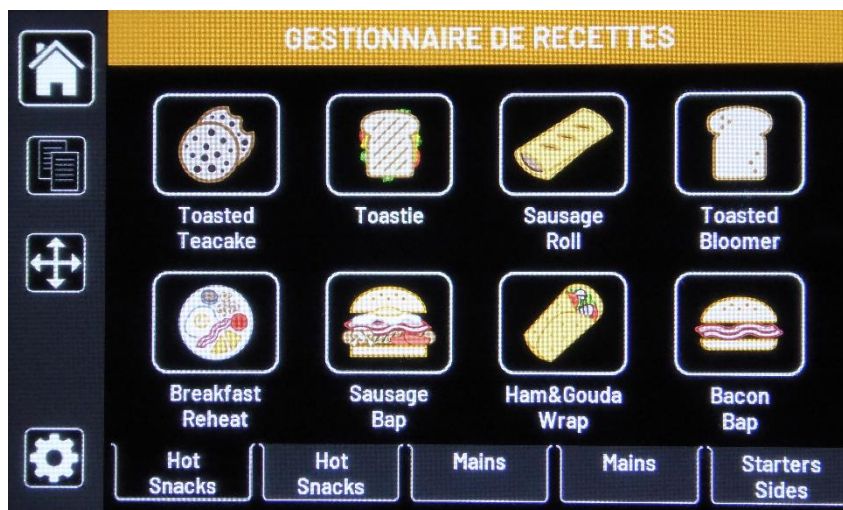 GESTIONNAIRE DE RECETTES
Toasted
Teacake
Toastie
Sausage
Roll
Toasted
Bloomer
Breakfast
Reheat
Sausage
Bap
Ham&Gouda
Wrap
Bacon
Bap
Hot
Snacks
Hot
Snacks
Mains
Mains
Starters
Sides